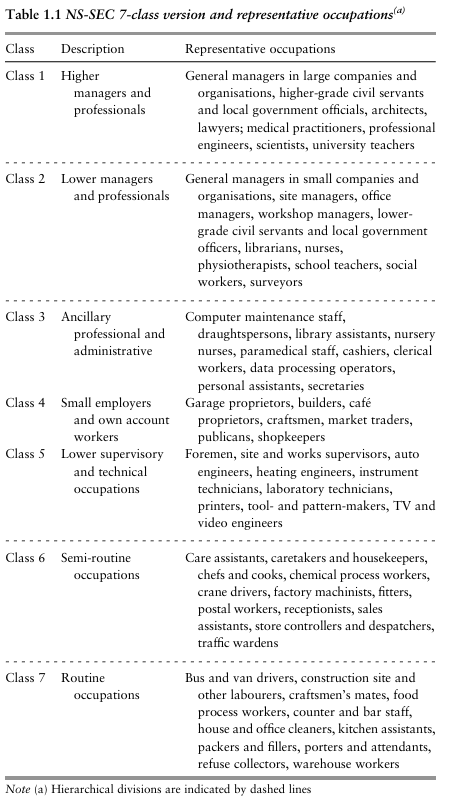 Table 1.1 NS-SEC 7-class version and representative occupations(a)
Class Description Representative occupations
Class 1 Higher General managers in large companies and
managers and organisations, higher-grade civil servants
professionals and local government officials, architects,
lawyers; medical practitioners, professional
engineers, scientists, university teachers
Class 2 Lower managers General managers in small companies and
and professionals organisations, site managers, office
managers, workshop managers, lower-
grade civil servants and local government
officers, librarians, nurses,
physiotherapists, school teachers, social
workers, surveyors
Class 3 Ancillary Computer maintenance staff,
professional and draughtspersons, library assistants, nursery
administrative nurses, paramedical staff, cashiers, clerical
workers, data processing operators,
personal assistants, secretaries
Class 4 Small employers Garage proprietors, builders, café
and own account proprietors, craftsmen, market traders,
workers publicans, shopkeepers
Class 5 Lower supervisory Foremen, site and works supervisors, auto
and technical engineers, heating engineers, instrument
occupations technicians, laboratory technicians,
printers, tool- and pattern-makers, TV and
video engineers
Class 6 Semi-routine Care assistants, caretakers and housekeepers,
occupations chefs and cooks, chemical process workers,
crane drivers, factory machinists, fitters,
postal workers, receptionists, sales
assistants, store controllers and despatchers,
traffic wardens
Class 7 Routine Bus and van drivers, construction site and
occupations other labourers, craftsmen's mates, food
process workers, counter and bar staff,
house and office cleaners, kitchen assistants,
packers and fillers, porters and attendants,
refuse collectors, warehouse workers
Note (a) Hierarchical divisions are indicated by dashed lines